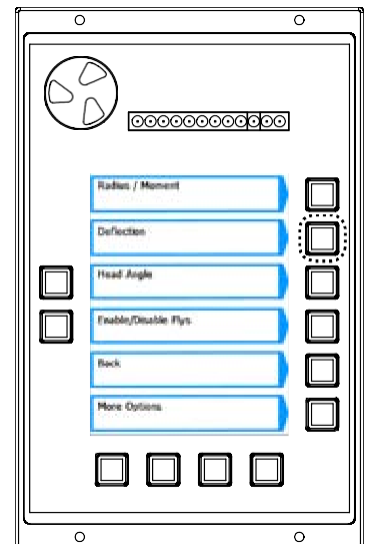 Radius / Moment
Deflection
Head Angle
Enable/Disable Flys
Back
More Options